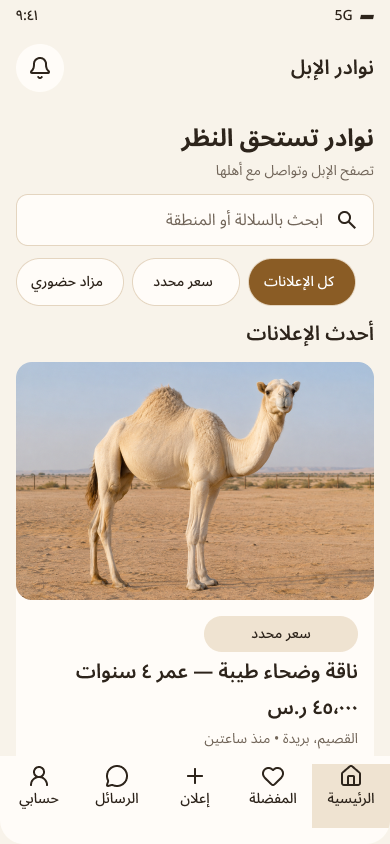 ٩:٤١ 5G
نوادر الإبل
نوادر تستحق النظر
تصفح الإبل وتواصل مع أهلها
ابحث بالسلالة أو المنطقة
كل الإعلانات سعر محدد مزاد حضوري
أحدث الإعلانات
سعر محدد
ناقة وضحاء طيبة — عمر ٤ سنوات
٤٥،٠٠٠ ر.س
القصيم، بريدة • منذ ساعتين
الرئيسية المفضلة إعلان الرسائل حسابي